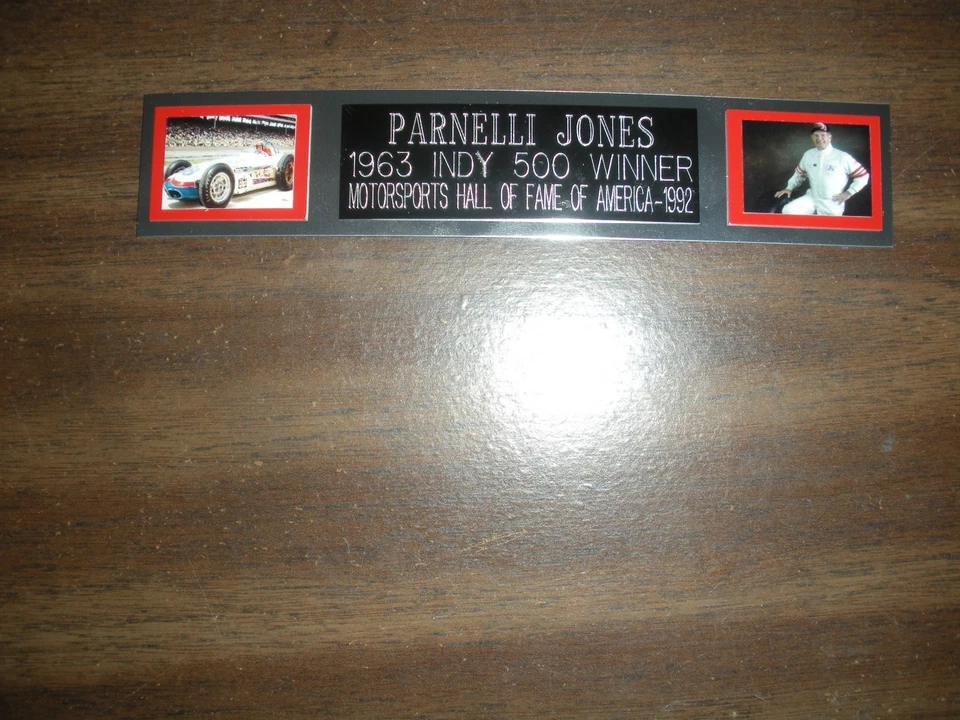 PARNELLI JONES
1963 INDY 500 WINNER
MOTORSPORTS HALL OF FAME OF AMERICA-1992